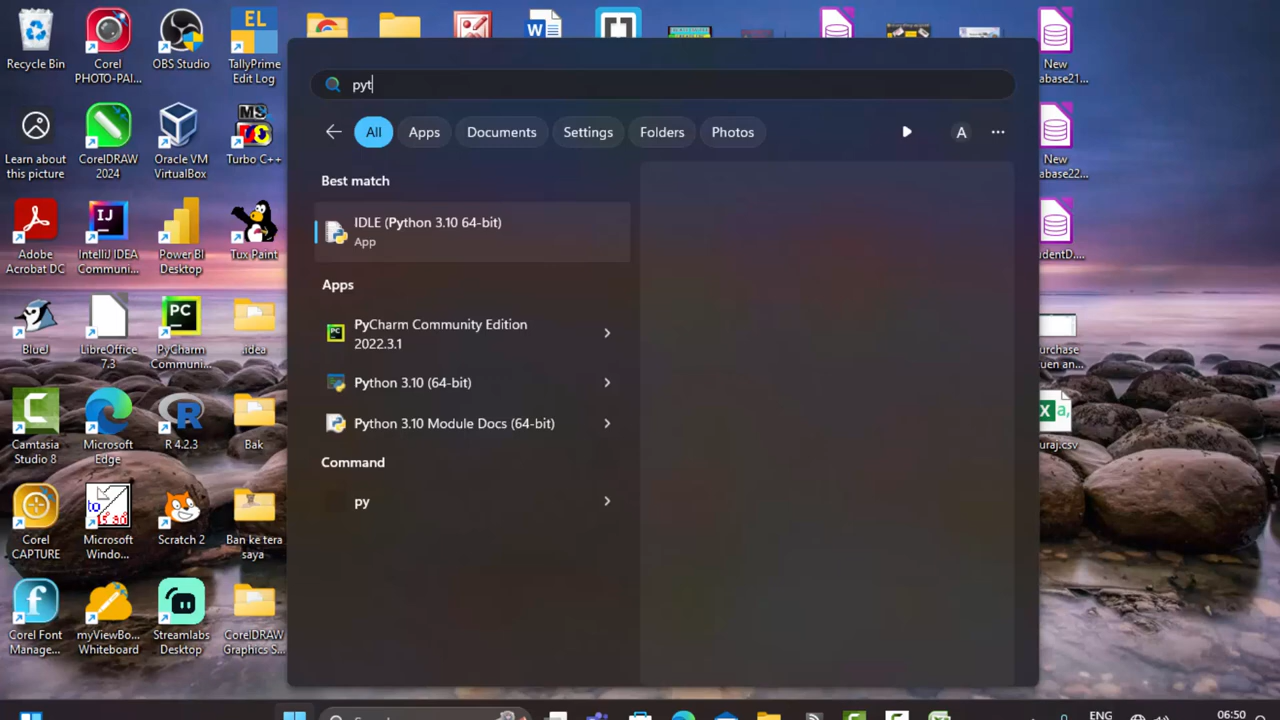 pyt
All Apps Documents Settings Folders Photos
A
Best match
IDLE (Python 3.10 64-bit)
App
Apps
PyCharm Community Edition
2022.3.1
Python 3.10 (64-bit)
Python 3.10 Module Docs (64-bit)
Command
py
Recycle Bin
Corel
PHOTO-PAI...
OBS Studio
EL
TallyPrime
Edit Log
Learn about
this picture
CorelDRAW
2024
Oracle VM
VirtualBox
MS
Turbo C++
Adobe
Acrobat DC
IJ
IntelliJ IDEA
Communi...
Power BI
Desktop
Tux Paint
BlueJ
LibreOffice
7.3
PC
PyCharm
Communi...
.idea
Camtasia
Studio 8
Microsoft
Edge
R 4.2.3
Bak
Corel
CAPTURE
Microsoft
Windo...
Scratch 2
Ban ke tera
saya
Corel Font
Manage...
myViewBo...
Whiteboard
Streamlabs
Desktop
CorelDRAW
Graphics S...
New
abase21...
New
abase22...
udentD....
urchase
uen an...
uraj.csv
ENG
06:50